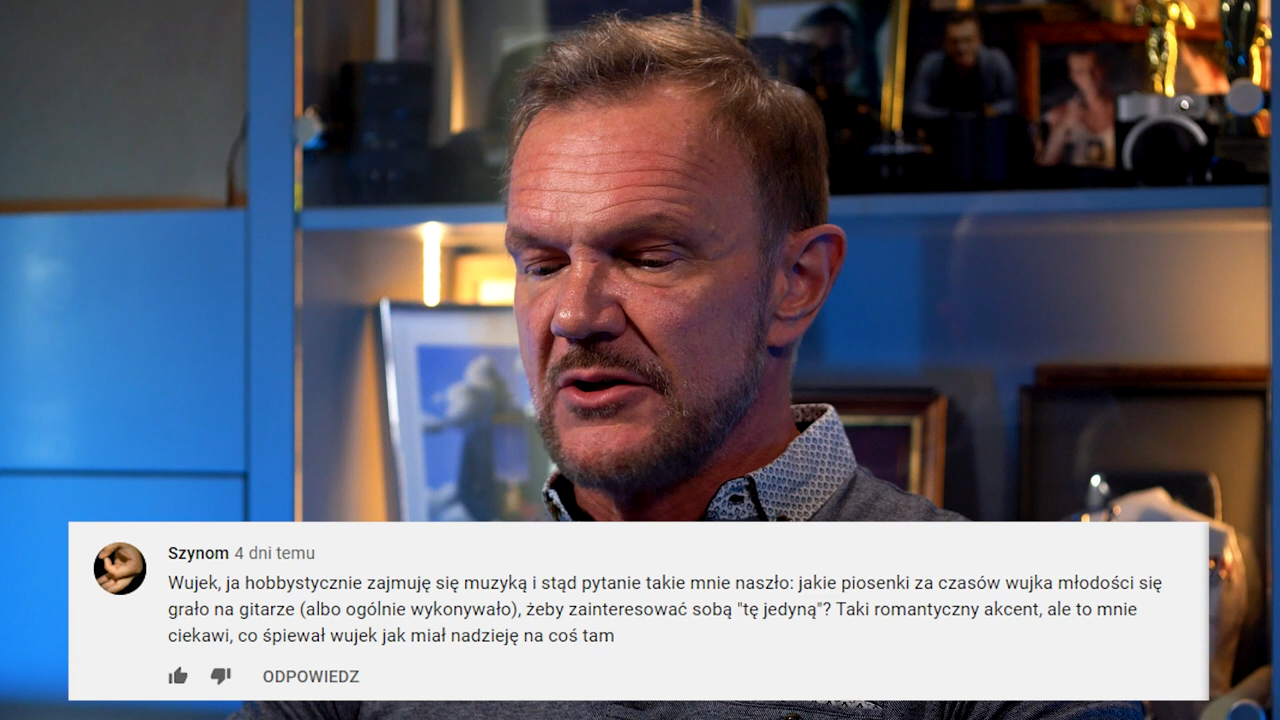 Szynom 4 dni temu
Wujek, ja hobbystycznie zajmuję się muzyką i stąd pytanie takie mnie naszło: jakie piosenki za czasów wujka młodości się
grało na gitarze (albo ogólnie wykonywało), żeby zainteresować sobą "tę jedyną"? Taki romantyczny akcent, ale to mnie
ciekawi, co śpiewał wujek jak miał nadzieję na coś tam
ODPOWIEDZ